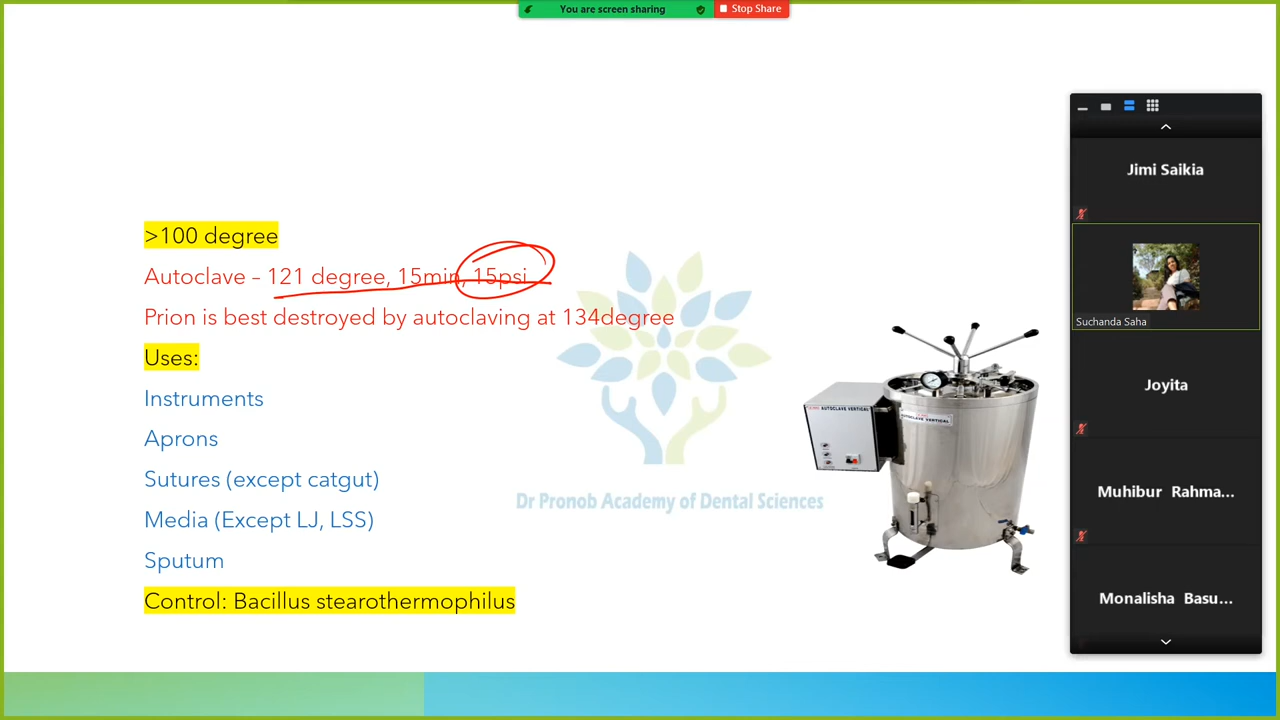 You are screen sharing
Stop Share
>100 degree
Autoclave – 121 degree, 15min, 15psi
Prion is best destroyed by autoclaving at 134degree
Uses:
Instruments
Aprons
Sutures (except catgut)
Media (Except LJ, LSS)
Sputum
Control: Bacillus stearothermophilus
Dr Pronob Academy of Dental Sciences
AUTOCLAVE VERTICAL
AUTOCLAVE VERTICAL
Jimi Saikia
Suchanda Saha
Joyita
Muhibur Rahma...
Monalisha Basu...